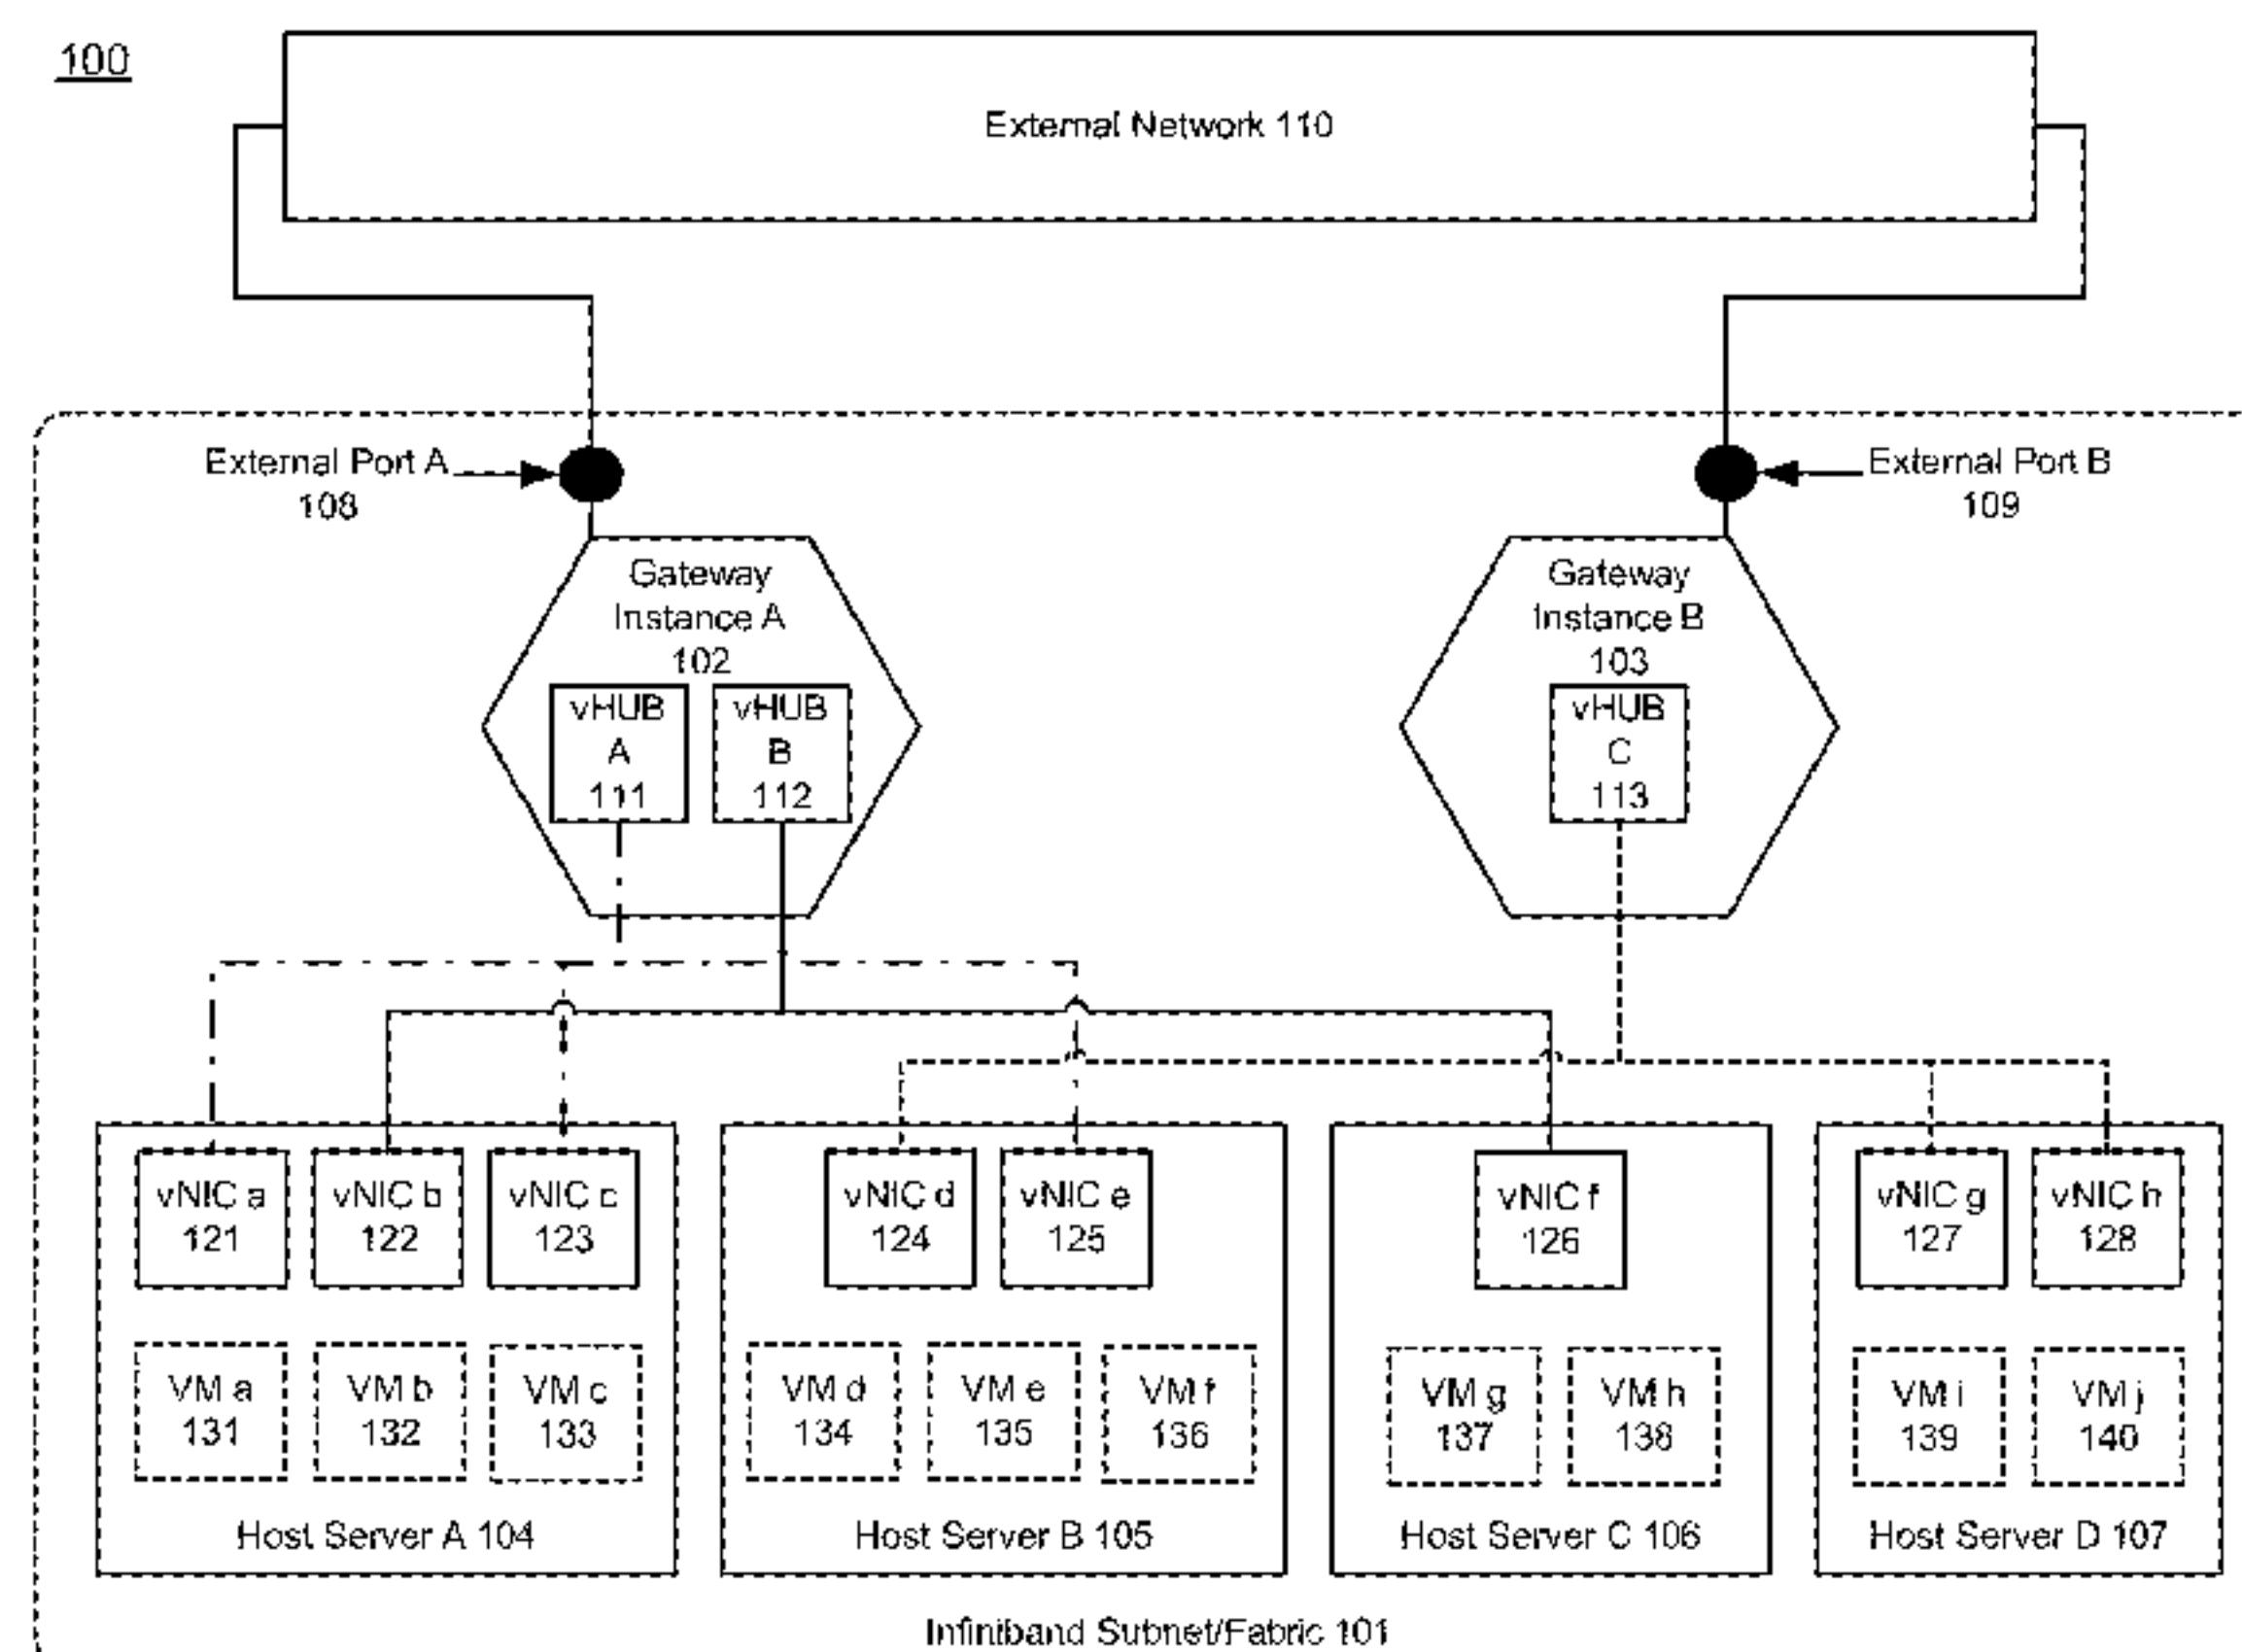 100
External Network 110
External Port A
108
External Port B
109
Gateway
Instance A
102
vHUB
A
111
vHUB
B
112
Gateway
Instance B
103
vHUB
C
113
vNIC a
121
vNIC b
122
vNIC c
123
VM a
131
VM b
132
VM c
133
Host Server A 104
vNIC d
124
vNIC e
125
VM d
134
VM e
135
VM f
136
Host Server B 105
vNIC f
126
VM g
137
VM h
138
Host Server C 106
vNIC g
127
vNIC h
128
VM i
139
VM j
140
Host Server D 107
Infiniband Subnet/Fabric 101